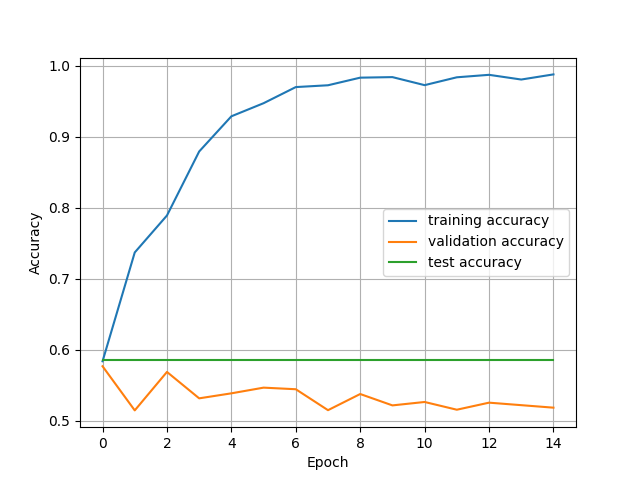 1.0
0.9
0.8
0.7
0.6
0.5
Accuracy
training accuracy
validation accuracy
test accuracy
0 2 4 6 8 10 12 14
Epoch